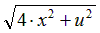 √(4·x² + u²)